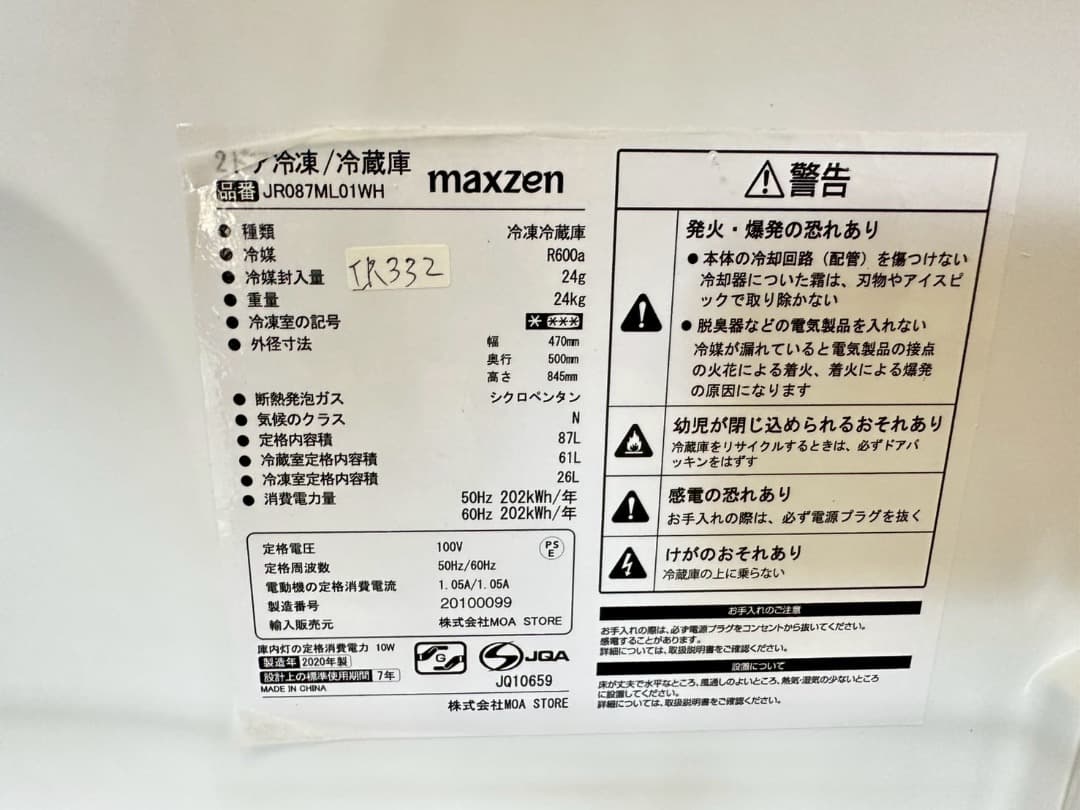 2ドア冷凍/冷蔵庫
maxzen
品番 JR087ML01WH
● 種類 冷凍冷蔵庫
● 冷媒 R600a
● 冷媒封入量 24g
IR332
● 重量 24kg
● 冷凍室の記号 * ***
● 外径寸法 幅 470mm
奥行 500mm
高さ 845mm
● 断熱発泡ガス シクロペンタン
● 気候のクラス N
● 定格内容積 87L
● 冷蔵室定格内容積 61L
● 冷凍室定格内容積 26L
● 消費電力量 50Hz 202kWh/年
60Hz 202kWh/年
定格電圧 100V
PS
E
定格周波数 50Hz/60Hz
電動機の定格消費電流 1.05A/1.05A
製造番号 20100099
輸入販売元 株式会社MOA STORE
庫内灯の定格消費電力 10W
製造年 2020年製
設計上の標準使用期間 7年
MADE IN CHINA
G
JQA
JQ10659
株式会社MOA STORE
警告
発火・爆発の恐れあり
● 本体の冷却回路（配管）を傷つけない
冷却器についた霜は、刃物やアイスピ
ックで取り除かない
● 脱臭器などの電気製品を入れない
冷媒が漏れていると電気製品の接点
の火花による着火、着火による爆発
の原因になります
幼児が閉じ込められるおそれあり
冷蔵庫をリサイクルするときは、必ずドアパ
ッキンをはずす
感電の恐れあり
お手入れの際は、必ず電源プラグを抜く
けがのおそれあり
冷蔵庫の上に乗らない
お手入れのご注意
お手入れの際は、必ず電源プラグをコンセントから抜いてください。
感電することがあります。
詳細については、取扱説明書をご確認ください。
設置について
床が丈夫で水平なところ、風通しのよいところ、熱気・湿気の少ないところ
に設置してください。
詳細については、取扱説明書をご確認ください。